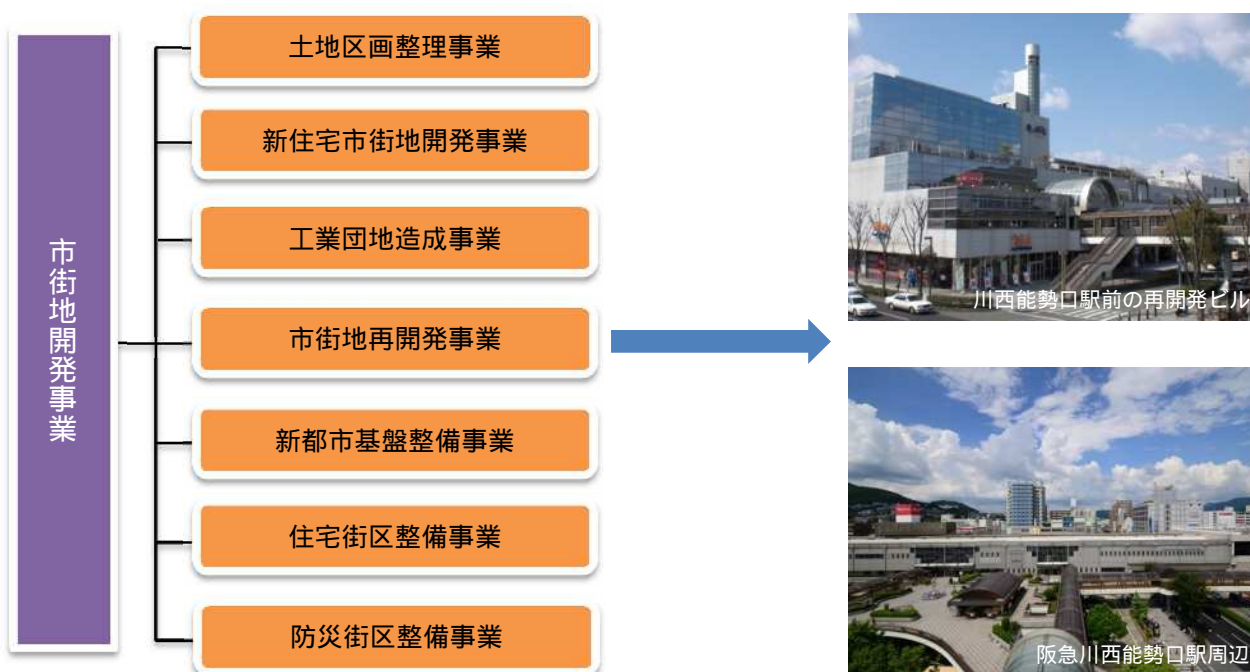 市街地開発事業
土地区画整理事業
新住宅市街地開発事業
工業団地造成事業
市街地再開発事業
新都市基盤整備事業
住宅街区整備事業
防災街区整備事業
川西能勢口駅前の再開発ビル
阪急川西能勢口駅周辺